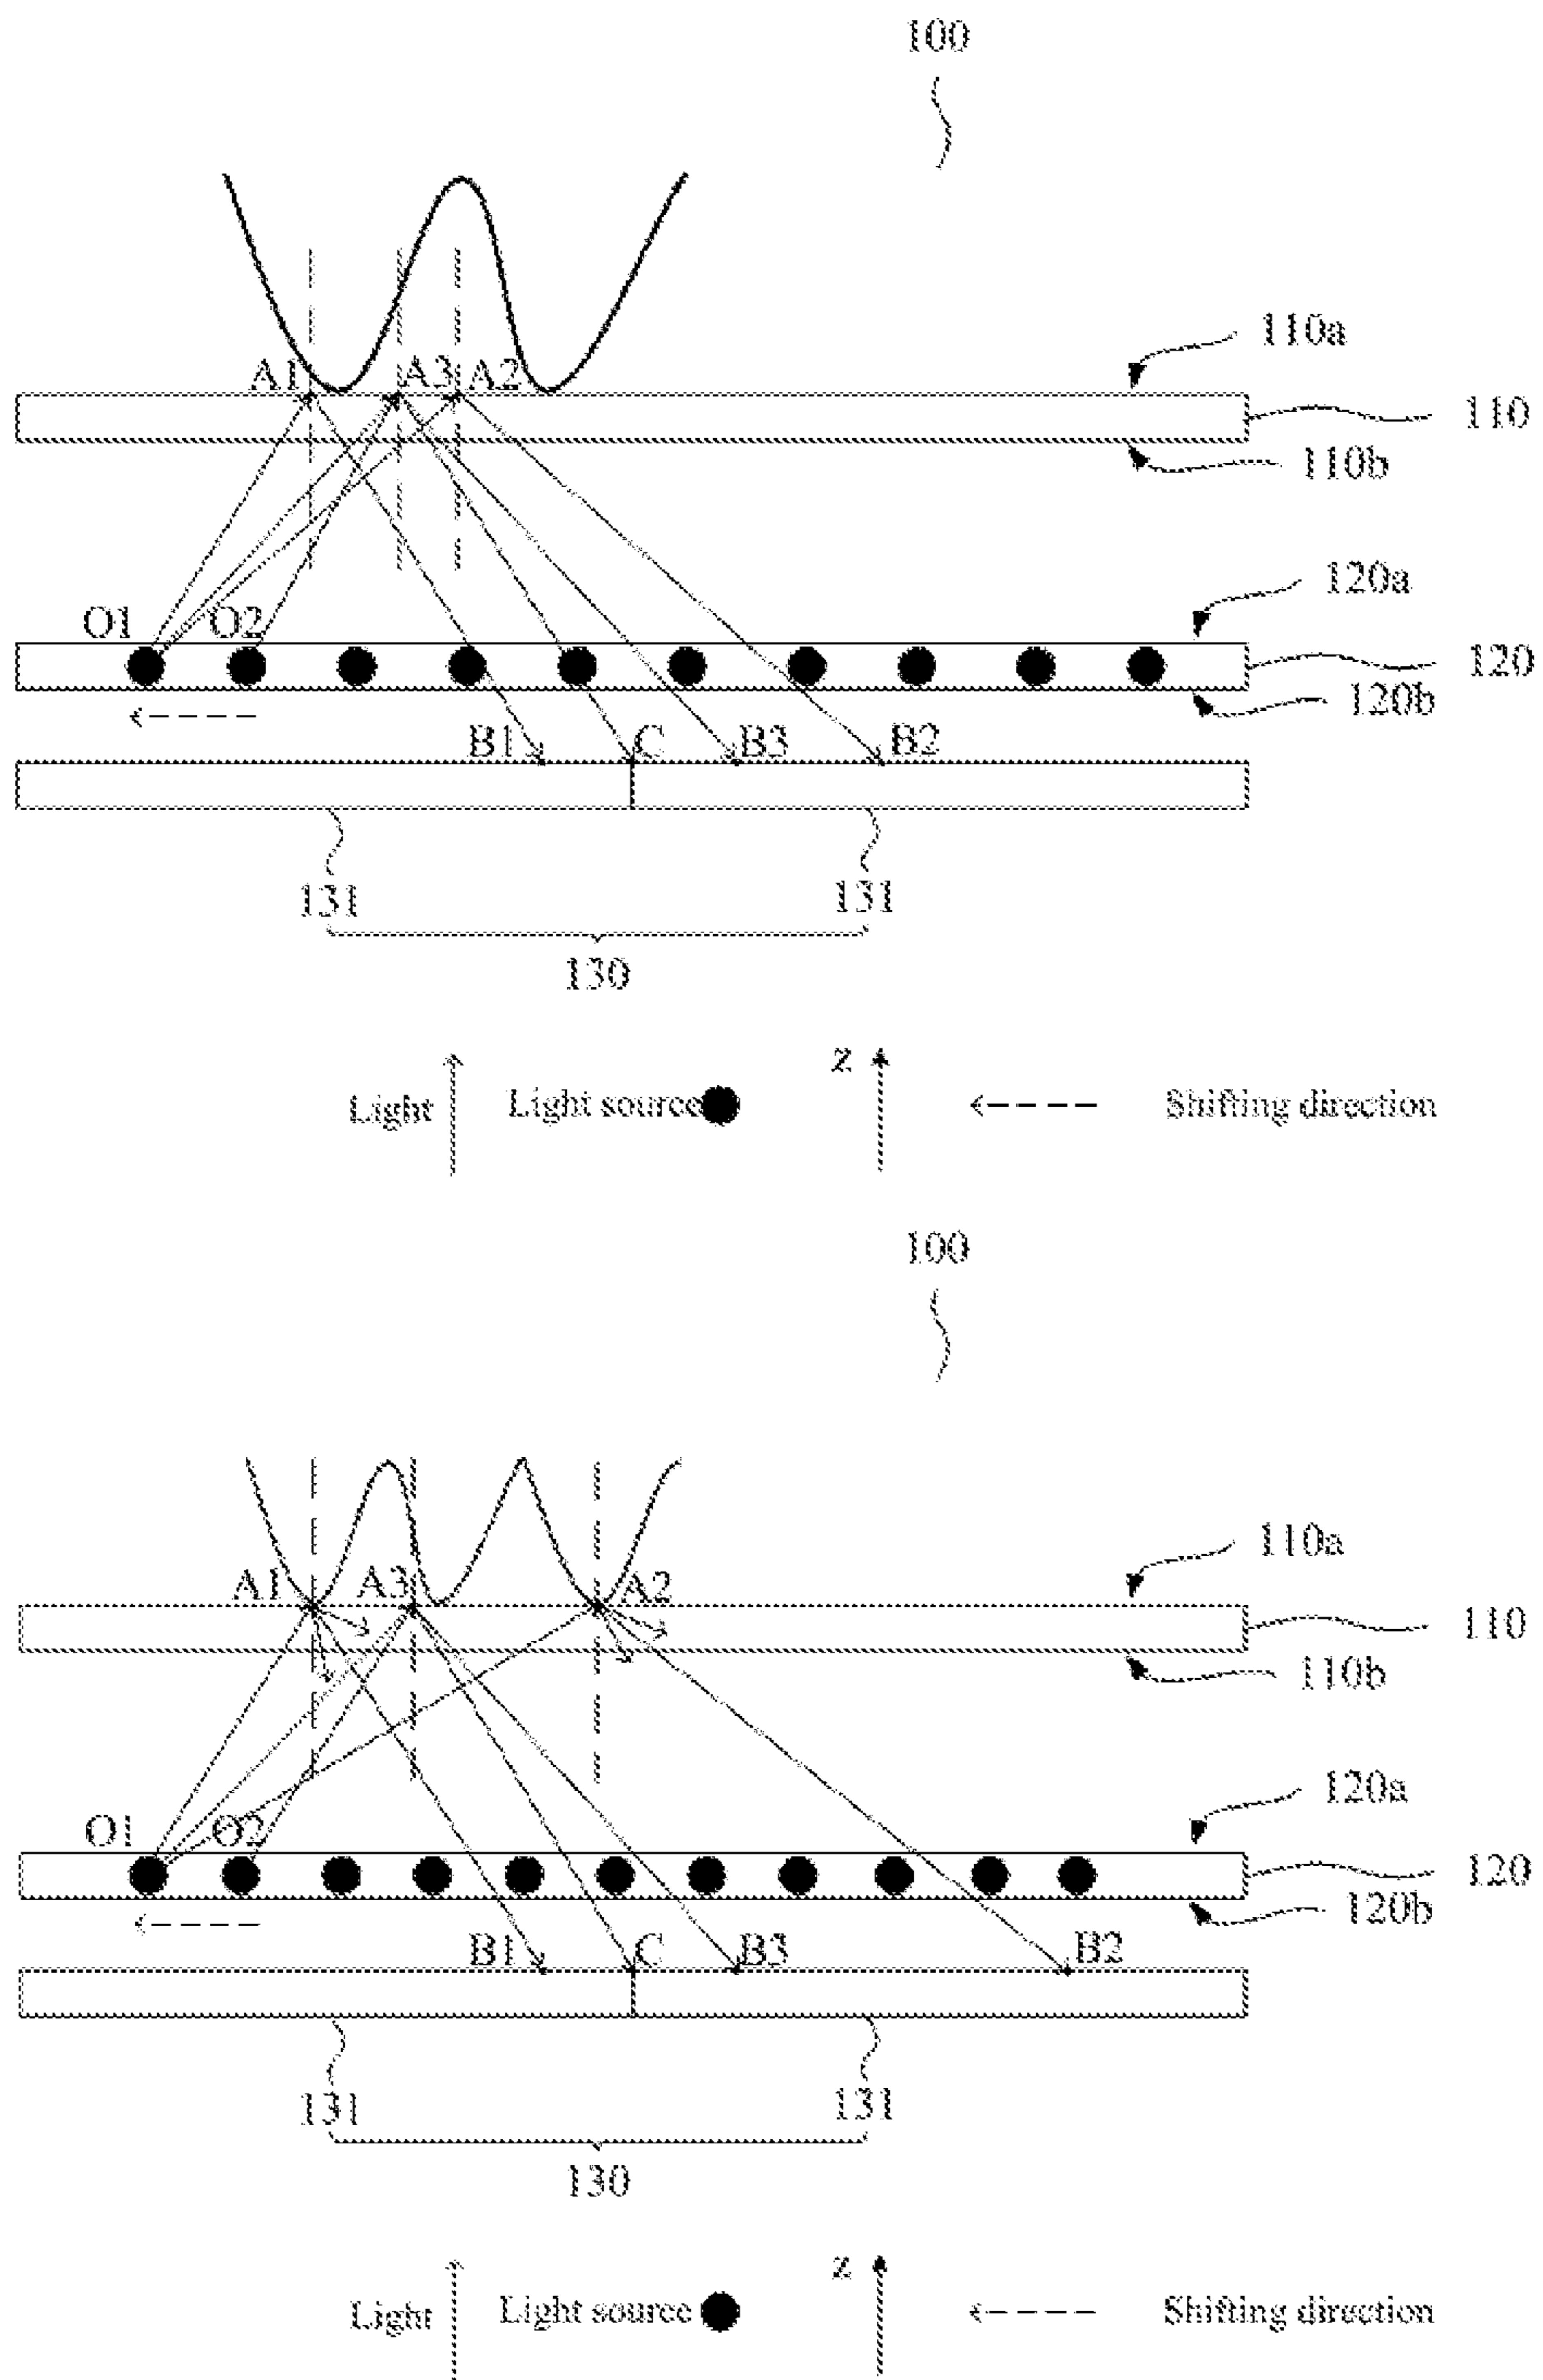 100
110a
A1 A3 A2
110
110b
120a
O1 O2
120
120b
B1 C B3 B2
131 131
130
Light Light source z Shifting direction
100
110a
A1 A3 A2
110
110b
120a
O1 O2
120
120b
B1 C B3 B2
131 131
130
Light Light source z Shifting direction